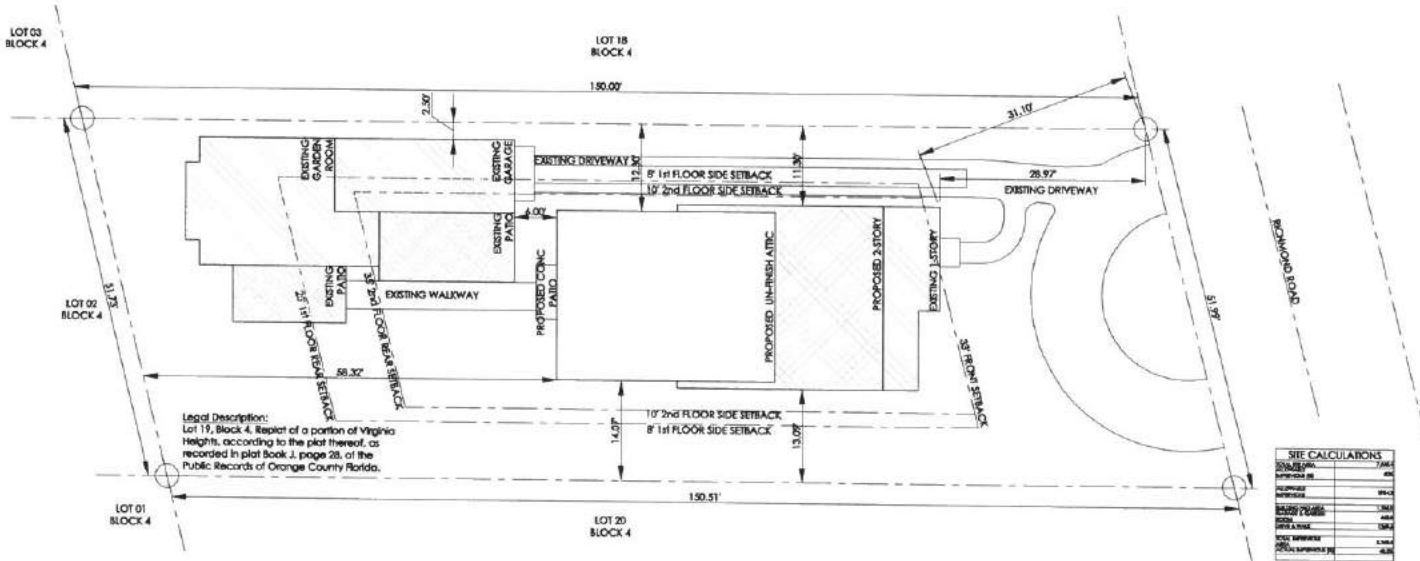 LOT 03
BLOCK 4
LOT 18
BLOCK 4
150.00'
2.50'
31.10'
EXISTING
GARDEN
ROOM
EXISTING
GARAGE
EXISTING DRIVEWAY
12.30'
11.30'
8' 1st FLOOR SIDE SETBACK
10' 2nd FLOOR SIDE SETBACK
28.97'
EXISTING DRIVEWAY
6.00'
EXISTING
PATIO
EXISTING
PATIO
EXISTING WALKWAY
PROPOSED CONC
PATIO
PROPOSED UN-FINISH ATTIC
PROPOSED 2-STORY
EXISTING 1-STORY
RICHMOND ROAD
LOT 02
BLOCK 4
51.73'
51.99'
25' 1st FLOOR REAR SETBACK
35' 2nd FLOOR REAR SETBACK
33' FRONT SETBACK
58.32'
14.07'
13.09'
10' 2nd FLOOR SIDE SETBACK
8' 1st FLOOR SIDE SETBACK
Legal Description:
Lot 19, Block 4, Replat of a portion of Virginia
Heights, according to the plat thereof, as
recorded in plat Book J, page 28, of the
Public Records of Orange County Florida.
150.51'
LOT 01
BLOCK 4
LOT 20
BLOCK 4
SITE CALCULATIONS